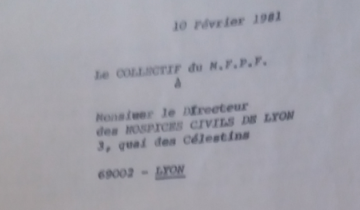 10 Février 1981
Le COLLECTIF du M.F.P.F.
à
Monsieur le Directeur
des HOSPICES CIVILS DE LYON
3, quai des Célestins
69002 - LYON